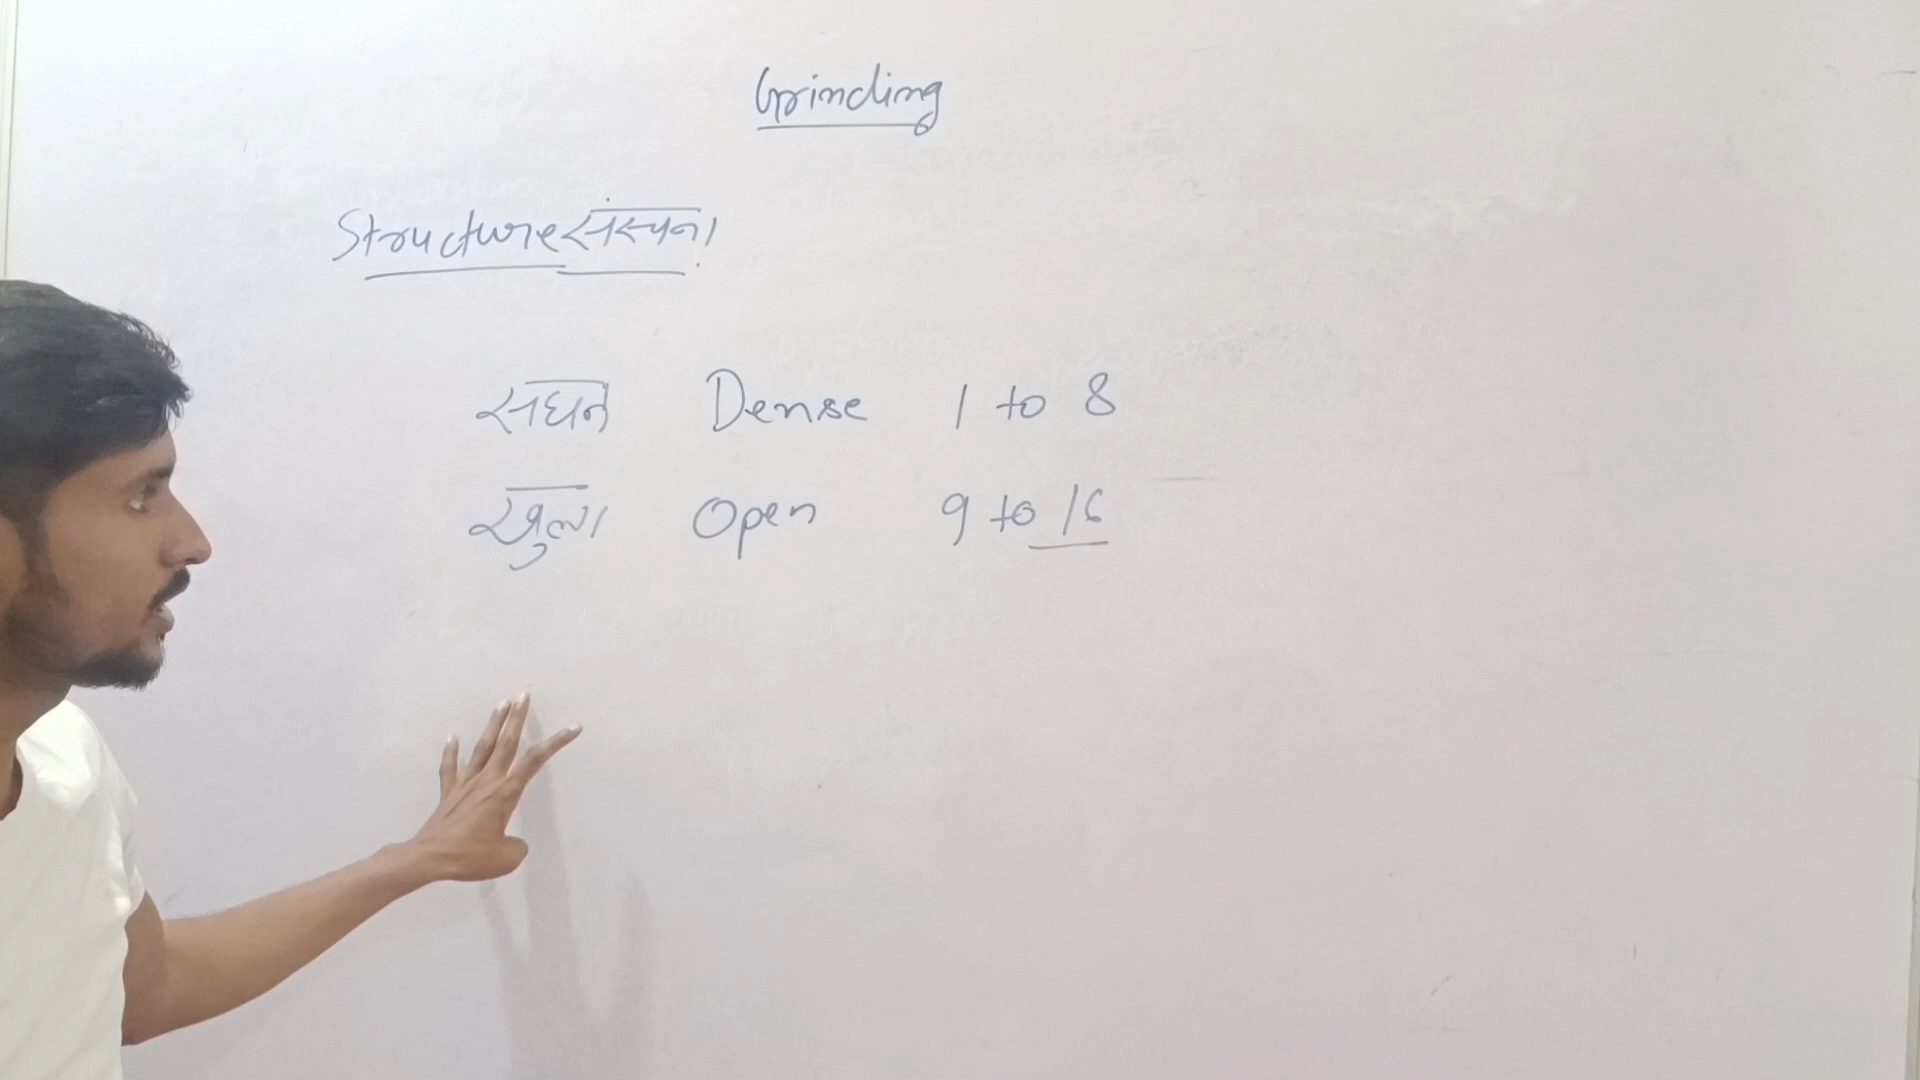 Grinding
Structure संरचना
सघन Dense 1 to 8
खुला Open 9 to 16